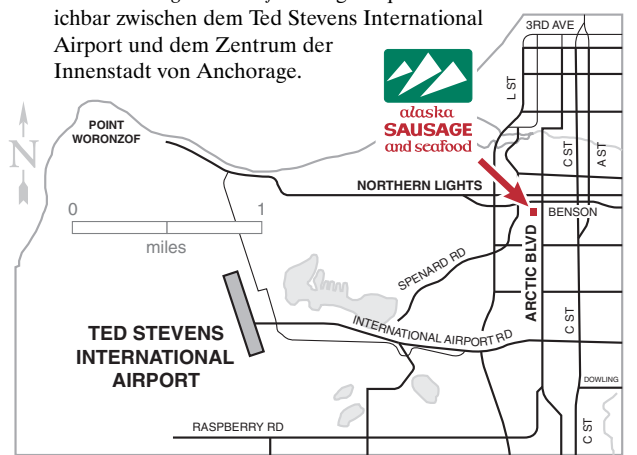 ichbar zwischen dem Ted Stevens International
Airport und dem Zentrum der
Innenstadt von Anchorage.
3RD AVE
L ST
C ST
A ST
alaska
SAUSAGE
and seafood
POINT
WORONZOF
N
NORTHERN LIGHTS
BENSON
0 1
miles
SPENARD RD
ARCTIC BLVD
INTERNATIONAL AIRPORT RD
C ST
TED STEVENS
INTERNATIONAL
AIRPORT
DOWLING
RASPBERRY RD
C ST